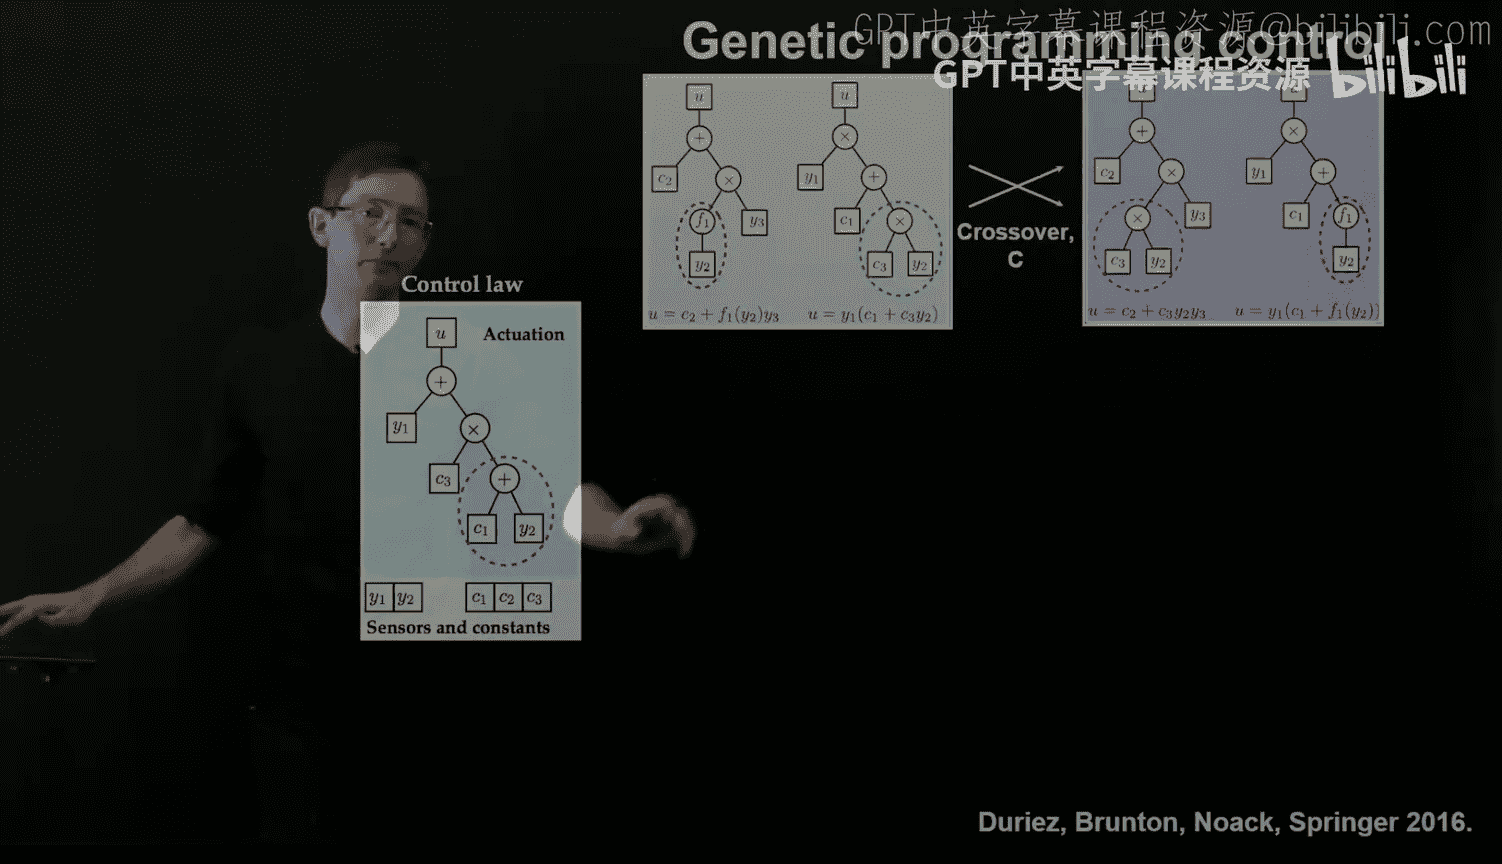 Genetic programming control
GPT中英字幕课程资源@bilibili.com
GPT中英字幕课程资源 bilibili
u
+
c₂
×
f₁
y₃
y₂
u = c₂ + f₁(y₂)y₃
u
×
y₁
+
c₁
×
c₃
y₂
u = y₁(c₁ + c₃y₂)
Crossover,
C
u
+
c₂
×
×
y₃
c₃
y₂
u = c₂ + c₃y₂y₃
u
×
y₁
+
c₁
f₁
y₂
u = y₁(c₁ + f₁(y₂))
Control law
u
Actuation
+
y₁
×
c₃
+
c₁
y₂
y₁ y₂
c₁ c₂ c₃
Sensors and constants
Duriez, Brunton, Noack, Springer 2016.